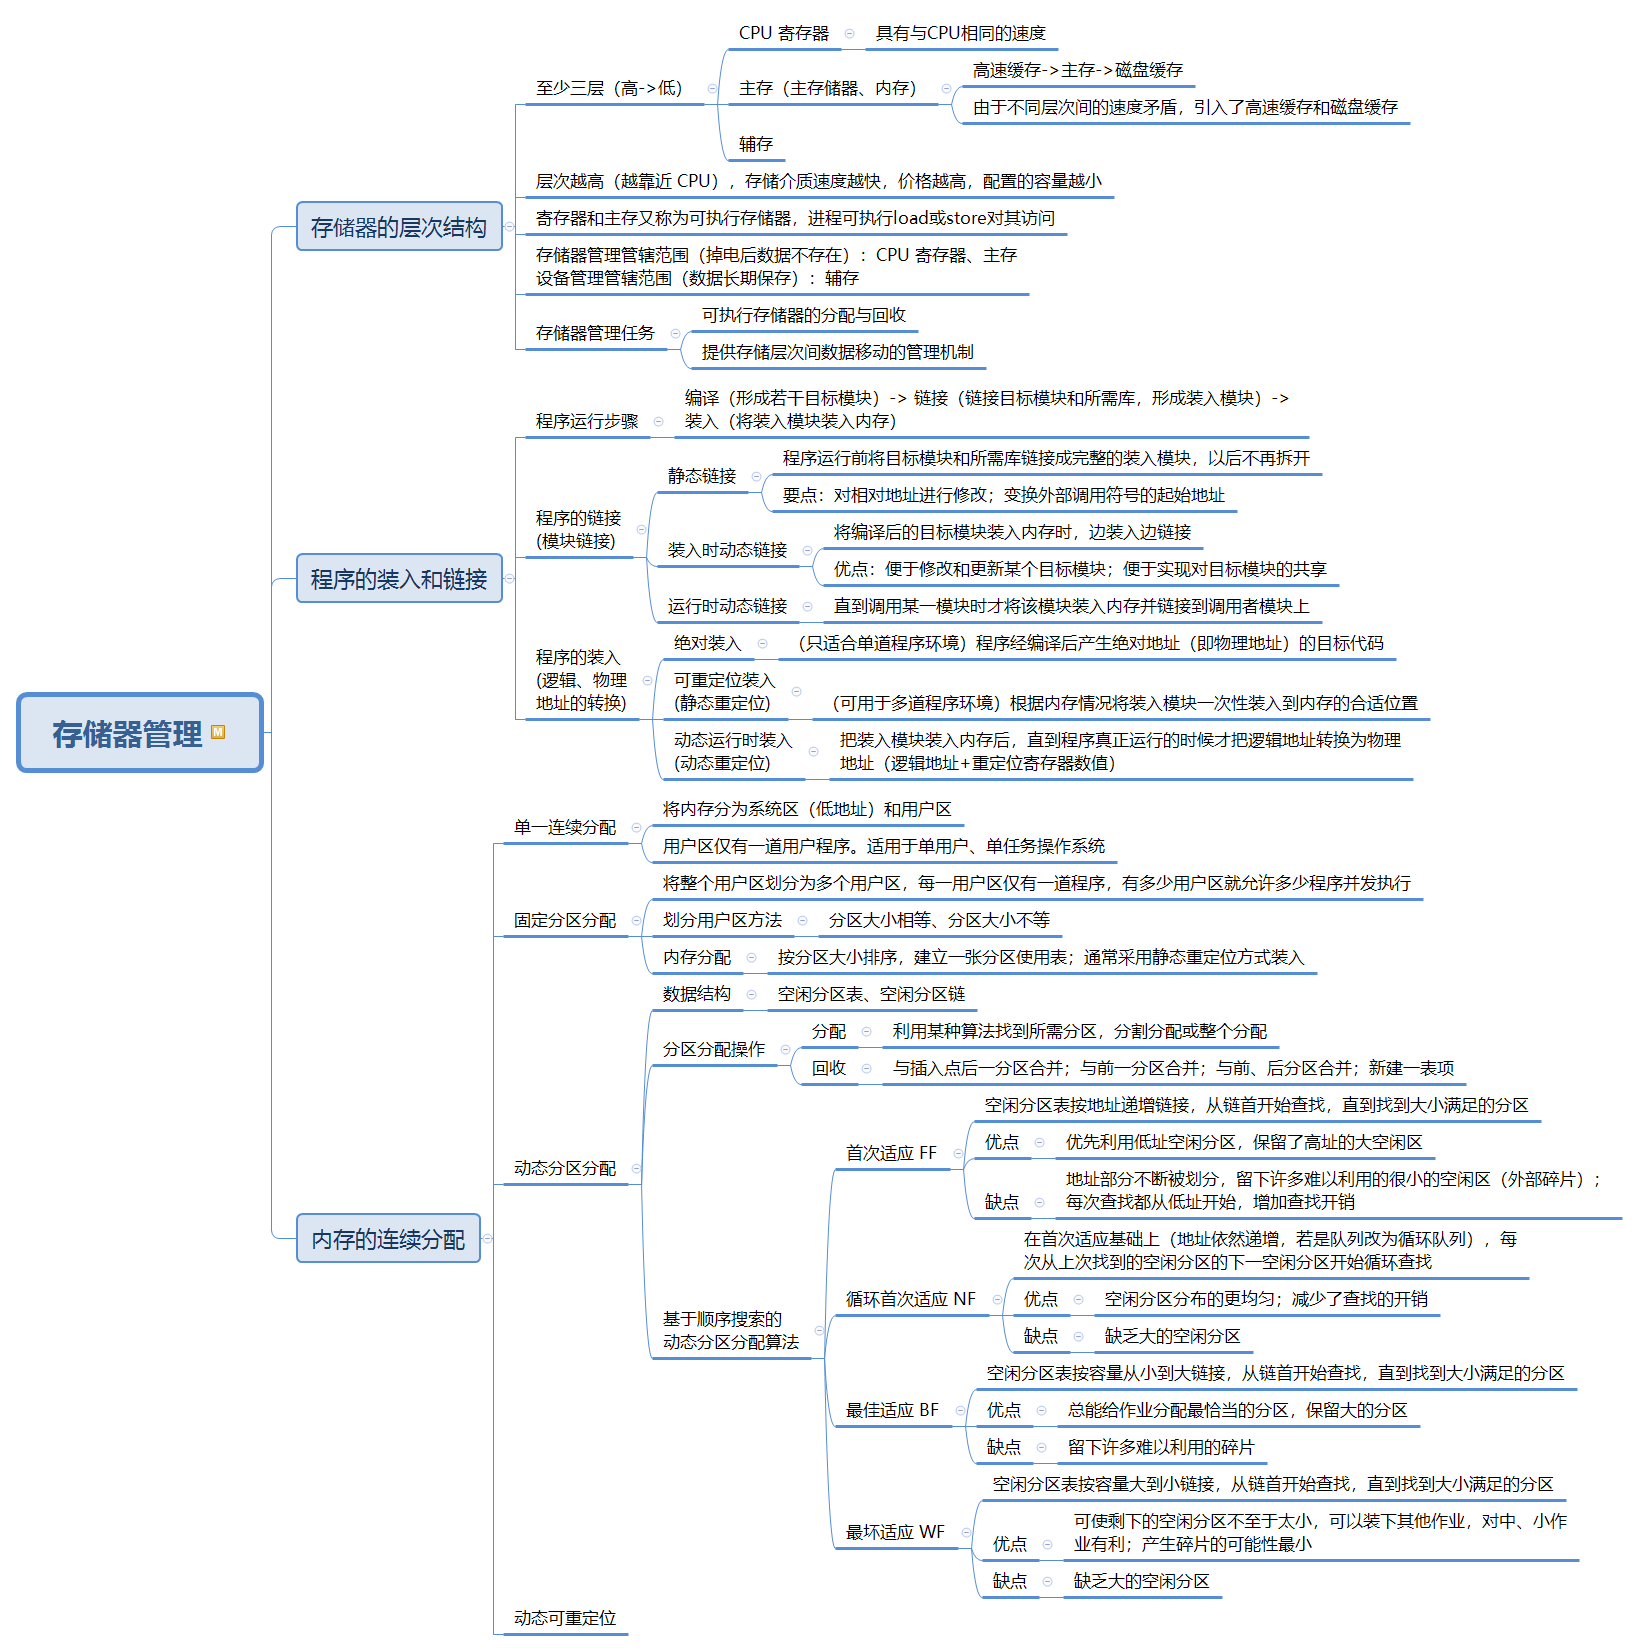 存储器管理
M
存储器的层次结构
至少三层（高->低）
CPU 寄存器
具有与CPU相同的速度
主存（主存储器、内存）
高速缓存->主存->磁盘缓存
由于不同层次间的速度矛盾，引入了高速缓存和磁盘缓存
辅存
层次越高（越靠近 CPU），存储介质速度越快，价格越高，配置的容量越小
寄存器和主存又称为可执行存储器，进程可执行load或store对其访问
存储器管理管辖范围（掉电后数据不存在）：CPU 寄存器、主存
设备管理管辖范围（数据长期保存）：辅存
存储器管理任务
可执行存储器的分配与回收
提供存储层次间数据移动的管理机制
程序的装入和链接
程序运行步骤
编译（形成若干目标模块）-> 链接（链接目标模块和所需库，形成装入模块）->
装入（将装入模块装入内存）
程序的链接
(模块链接)
静态链接
程序运行前将目标模块和所需库链接成完整的装入模块，以后不再拆开
要点：对相对地址进行修改；变换外部调用符号的起始地址
装入时动态链接
将编译后的目标模块装入内存时，边装入边链接
优点：便于修改和更新某个目标模块；便于实现对目标模块的共享
运行时动态链接
直到调用某一模块时才将该模块装入内存并链接到调用者模块上
程序的装入
(逻辑、物理
地址的转换)
绝对装入
（只适合单道程序环境）程序经编译后产生绝对地址（即物理地址）的目标代码
可重定位装入
(静态重定位)
（可用于多道程序环境）根据内存情况将装入模块一次性装入到内存的合适位置
动态运行时装入
(动态重定位)
把装入模块装入内存后，直到程序真正运行的时候才把逻辑地址转换为物理
地址（逻辑地址+重定位寄存器数值）
内存的连续分配
单一连续分配
将内存分为系统区（低地址）和用户区
用户区仅有一道用户程序。适用于单用户、单任务操作系统
固定分区分配
将整个用户区划分为多个用户区，每一用户区仅有一道程序，有多少用户区就允许多少程序并发执行
划分用户区方法
分区大小相等、分区大小不等
内存分配
按分区大小排序，建立一张分区使用表；通常采用静态重定位方式装入
动态分区分配
数据结构
空闲分区表、空闲分区链
分区分配操作
分配
利用某种算法找到所需分区，分割分配或整个分配
回收
与插入点后一分区合并；与前一分区合并；与前、后分区合并；新建一表项
基于顺序搜索的
动态分区分配算法
首次适应 FF
空闲分区表按地址递增链接，从链首开始查找，直到找到大小满足的分区
优点
优先利用低址空闲分区，保留了高址的大空闲区
缺点
地址部分不断被划分，留下许多难以利用的很小的空闲区（外部碎片）；
每次查找都从低址开始，增加查找开销
循环首次适应 NF
在首次适应基础上（地址依然递增，若是队列改为循环队列），每
次从上次找到的空闲分区的下一空闲分区开始循环查找
优点
空闲分区分布的更均匀；减少了查找的开销
缺点
缺乏大的空闲分区
最佳适应 BF
空闲分区表按容量从小到大链接，从链首开始查找，直到找到大小满足的分区
优点
总能给作业分配最恰当的分区，保留大的分区
缺点
留下许多难以利用的碎片
最坏适应 WF
空闲分区表按容量大到小链接，从链首开始查找，直到找到大小满足的分区
优点
可使剩下的空闲分区不至于太小，可以装下其他作业，对中、小作
业有利；产生碎片的可能性最小
缺点
缺乏大的空闲分区
动态可重定位